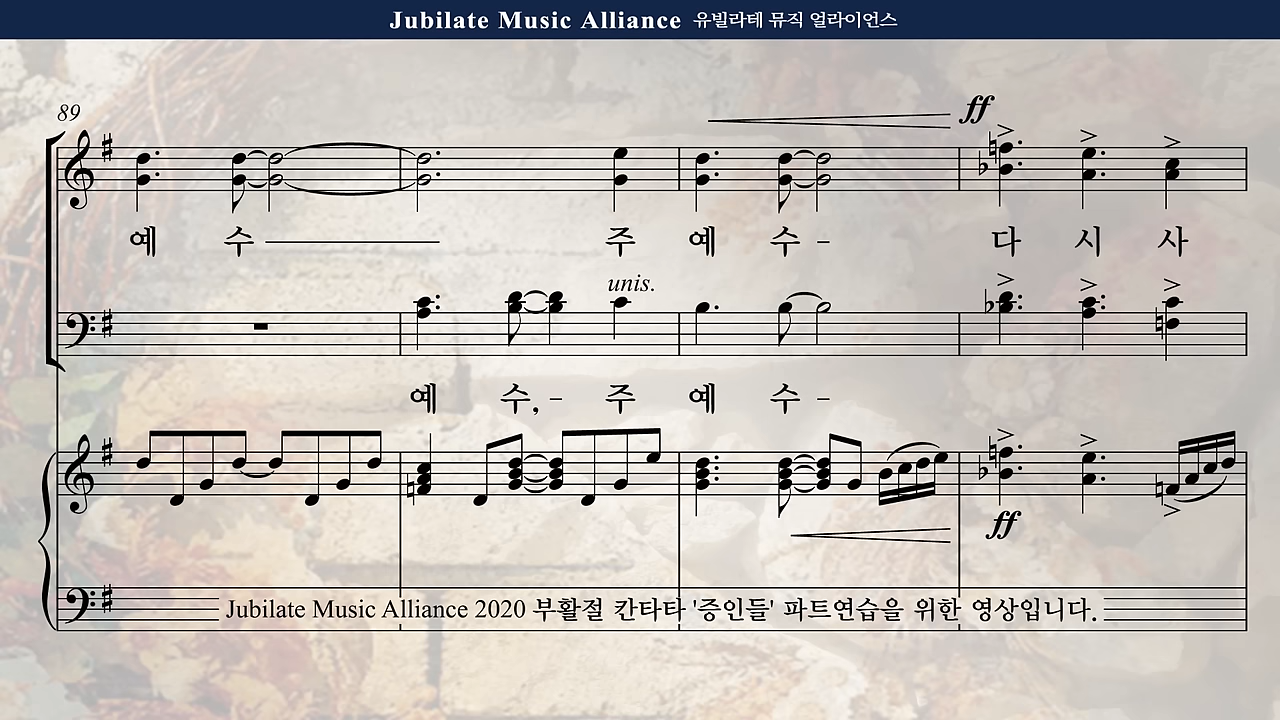 Jubilate Music Alliance 유빌라테 뮤직 얼라이언스
89
ff
예 수 주 예 수 - 다 시 사
unis.
예 수, - 주 예 수 -
ff
Jubilate Music Alliance 2020 부활절 칸타타 '증인들' 파트연습을 위한 영상입니다.